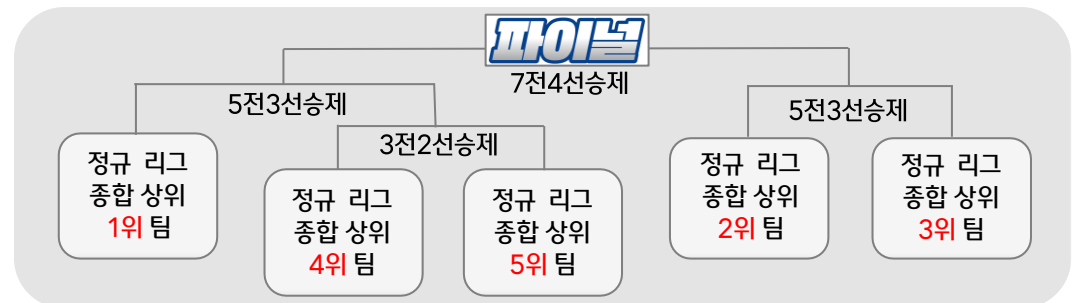 파이널
7전4선승제
5전3선승제
3전2선승제
5전3선승제
정규 리그
종합 상위
1위 팀
정규 리그
종합 상위
4위 팀
정규 리그
종합 상위
5위 팀
정규 리그
종합 상위
2위 팀
정규 리그
종합 상위
3위 팀